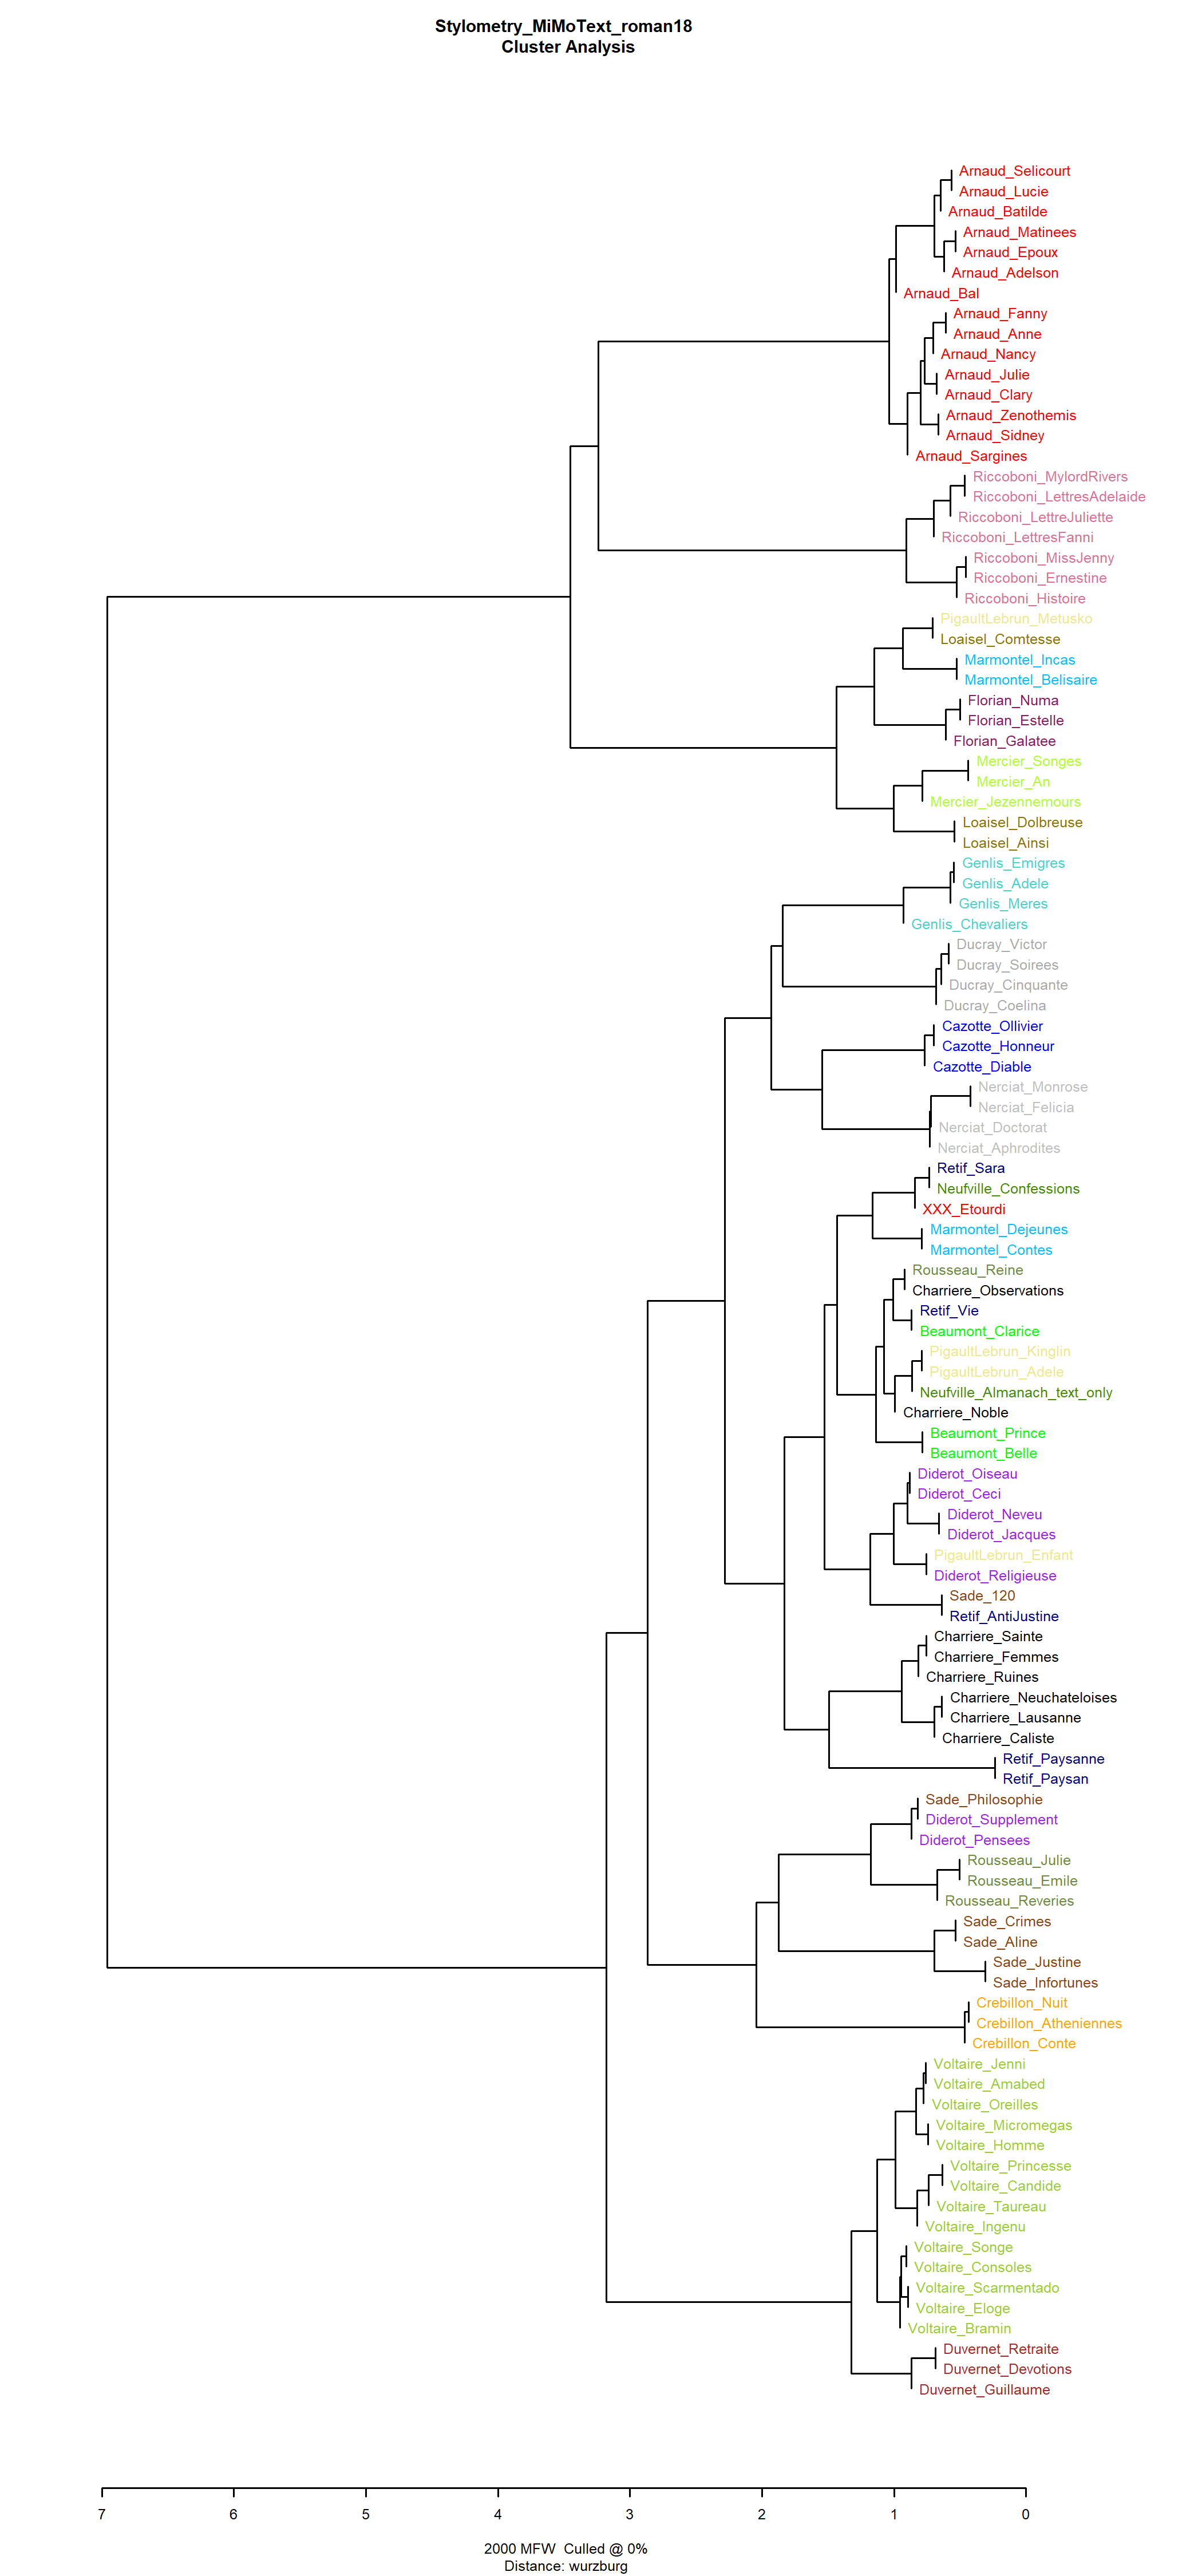 Stylometry_MiMoText_roman18
Cluster Analysis
Arnaud_Selicourt
Arnaud_Lucie
Arnaud_Batilde
Arnaud_Matinees
Arnaud_Epoux
Arnaud_Adelson
Arnaud_Bal
Arnaud_Fanny
Arnaud_Anne
Arnaud_Nancy
Arnaud_Julie
Arnaud_Clary
Arnaud_Zenothemis
Arnaud_Sidney
Arnaud_Sargines
Riccoboni_MylordRivers
Riccoboni_LettresAdelaide
Riccoboni_LettreJuliette
Riccoboni_LettresFanni
Riccoboni_MissJenny
Riccoboni_Ernestine
Riccoboni_Histoire
PigaultLebrun_Metusko
Loaisel_Comtesse
Marmontel_Incas
Marmontel_Belisaire
Florian_Numa
Florian_Estelle
Florian_Galatee
Mercier_Songes
Mercier_An
Mercier_Jezennemours
Loaisel_Dolbreuse
Loaisel_Ainsi
Genlis_Emigres
Genlis_Adele
Genlis_Meres
Genlis_Chevaliers
Ducray_Victor
Ducray_Soirees
Ducray_Cinquante
Ducray_Coelina
Cazotte_Ollivier
Cazotte_Honneur
Cazotte_Diable
Nerciat_Monrose
Nerciat_Felicia
Nerciat_Doctorat
Nerciat_Aphrodites
Retif_Sara
Neufville_Confessions
XXX_Etourdi
Marmontel_Dejeunes
Marmontel_Contes
Rousseau_Reine
Charriere_Observations
Retif_Vie
Beaumont_Clarice
PigaultLebrun_Kinglin
PigaultLebrun_Adele
Neufville_Almanach_text_only
Charriere_Noble
Beaumont_Prince
Beaumont_Belle
Diderot_Oiseau
Diderot_Ceci
Diderot_Neveu
Diderot_Jacques
PigaultLebrun_Enfant
Diderot_Religieuse
Sade_120
Retif_AntiJustine
Charriere_Sainte
Charriere_Femmes
Charriere_Ruines
Charriere_Neuchateloises
Charriere_Lausanne
Charriere_Caliste
Retif_Paysanne
Retif_Paysan
Sade_Philosophie
Diderot_Supplement
Diderot_Pensees
Rousseau_Julie
Rousseau_Emile
Rousseau_Reveries
Sade_Crimes
Sade_Aline
Sade_Justine
Sade_Infortunes
Crebillon_Nuit
Crebillon_Atheniennes
Crebillon_Conte
Voltaire_Jenni
Voltaire_Amabed
Voltaire_Oreilles
Voltaire_Micromegas
Voltaire_Homme
Voltaire_Princesse
Voltaire_Candide
Voltaire_Taureau
Voltaire_Ingenu
Voltaire_Songe
Voltaire_Consoles
Voltaire_Scarmentado
Voltaire_Eloge
Voltaire_Bramin
Duvernet_Retraite
Duvernet_Devotions
Duvernet_Guillaume
7 6 5 4 3 2 1 0
2000 MFW  Culled @ 0%
Distance: wurzburg